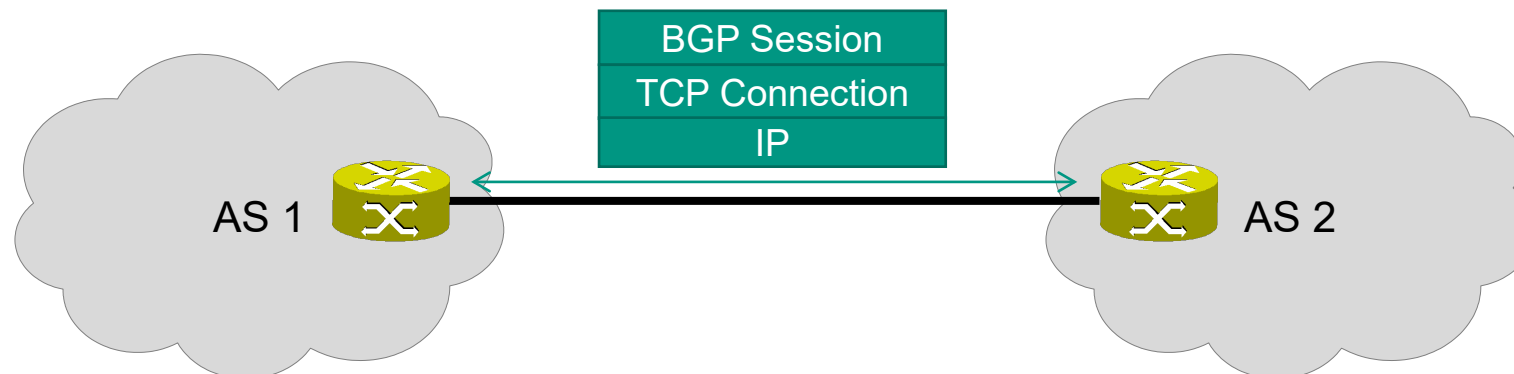 BGP Session
TCP Connection
IP
AS 1
AS 2